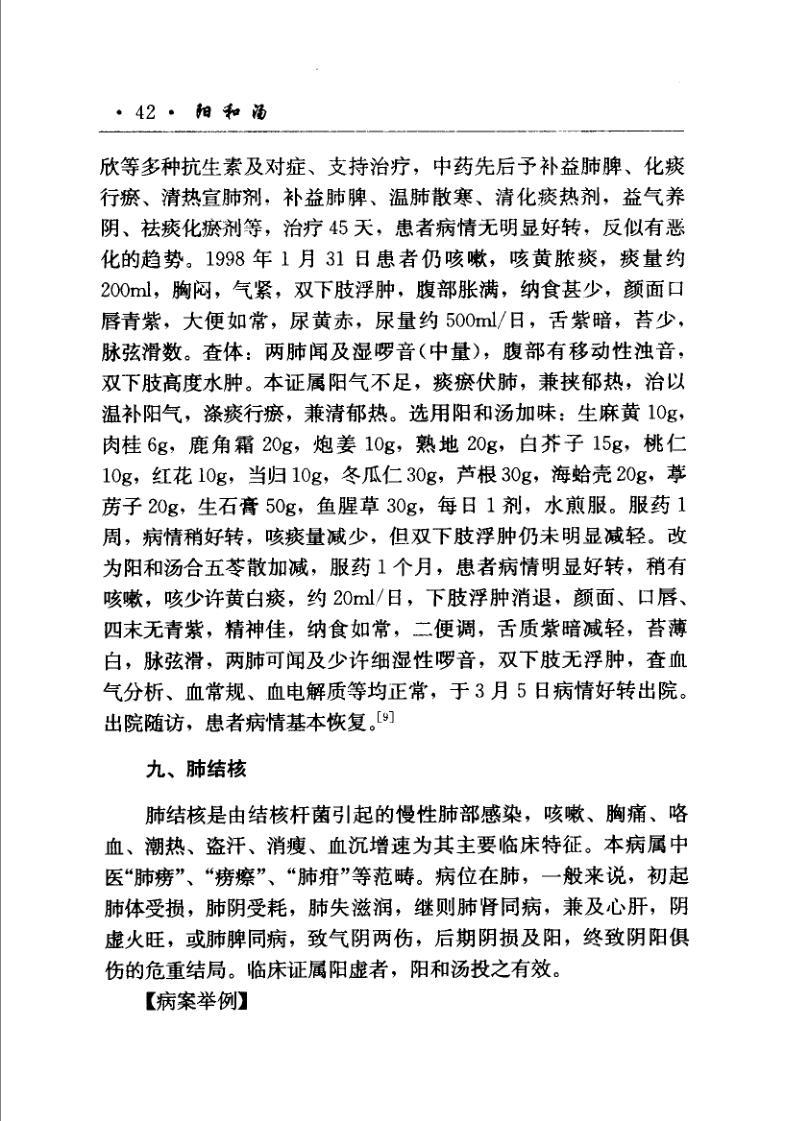 · 42 · 阳和汤
欣等多种抗生素及对症、支持治疗，中药先后予补益肺脾、化痰
行瘀、清热宣肺剂，补益肺脾、温肺散寒、清化痰热剂，益气养
阴、祛痰化瘀剂等，治疗 45 天，患者病情无明显好转，反似有恶
化的趋势。1998 年 1 月 31 日患者仍咳嗽，咳黄脓痰，痰量约
200ml，胸闷，气紧，双下肢浮肿，腹部胀满，纳食甚少，颜面口
唇青紫，大便如常，尿黄赤，尿量约 500ml/日，舌紫暗，苔少，
脉弦滑数。查体：两肺闻及湿啰音(中量)，腹部有移动性浊音，
双下肢高度水肿。本证属阳气不足，痰瘀伏肺，兼挟郁热，治以
温补阳气，涤痰行瘀，兼清郁热。选用阳和汤加味：生麻黄 10g，
肉桂 6g，鹿角霜 20g，炮姜 10g，熟地 20g，白芥子 15g，桃仁
10g，红花 10g，当归 10g，冬瓜仁 30g，芦根 30g，海蛤壳 20g，葶
苈子 20g，生石膏 50g，鱼腥草 30g，每日 1 剂，水煎服。服药 1
周，病情稍好转，咳痰量减少，但双下肢浮肿仍未明显减轻。改
为阳和汤合五苓散加减，服药 1 个月，患者病情明显好转，稍有
咳嗽，咳少许黄白痰，约 20ml/日，下肢浮肿消退，颜面、口唇、
四末无青紫，精神佳，纳食如常，二便调，舌质紫暗减轻，苔薄
白，脉弦滑，两肺可闻及少许细湿性啰音，双下肢无浮肿，查血
气分析、血常规、血电解质等均正常，于 3 月 5 日病情好转出院。
出院随访，患者病情基本恢复。[9]
九、肺结核
肺结核是由结核杆菌引起的慢性肺部感染，咳嗽、胸痛、咯
血、潮热、盗汗、消瘦、血沉增速为其主要临床特征。本病属中
医“肺痨”、“痨瘵”、“肺疳”等范畴。病位在肺，一般来说，初起
肺体受损，肺阴受耗，肺失滋润，继则肺肾同病，兼及心肝，阴
虚火旺，或肺脾同病，致气阴两伤，后期阴损及阳，终致阴阳俱
伤的危重结局。临床证属阳虚者，阳和汤投之有效。
【病案举例】